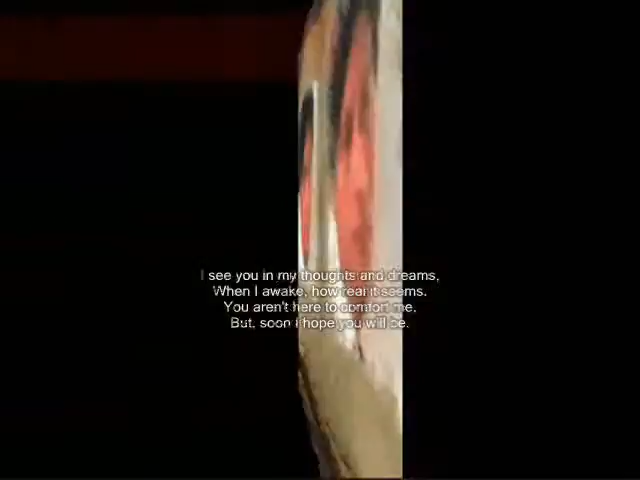 I see you in my thoughts and dreams,
When I awake, how real it seems.
You aren't here to comfort me.
But, soon I hope you will be.